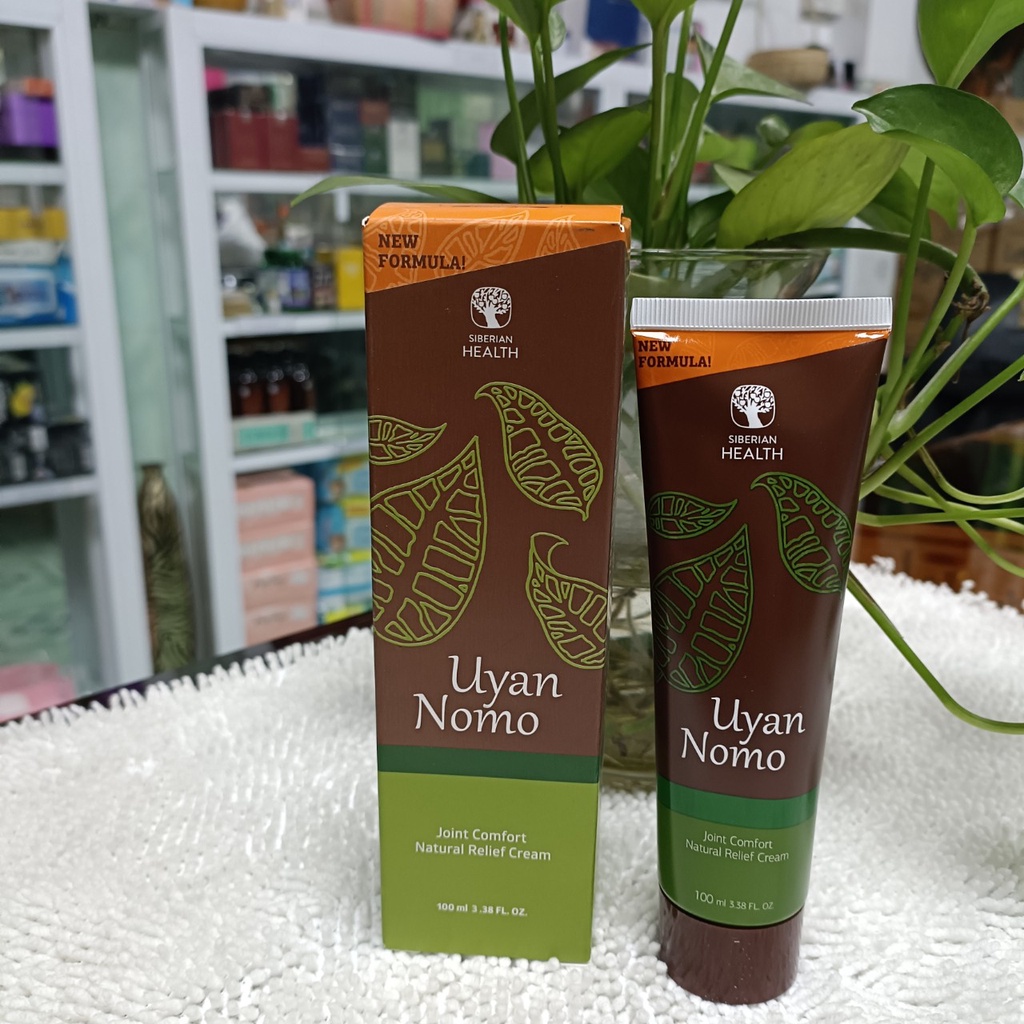 NEW
FORMULA!
SIBERIAN
HEALTH
Uyan
Nomo
Joint Comfort
Natural Relief Cream
100 ml 3.38 FL. OZ.
NEW
FORMULA!
SIBERIAN
HEALTH
Uyan
Nomo
Joint Comfort
Natural Relief Cream
100 ml 3.38 FL. OZ.